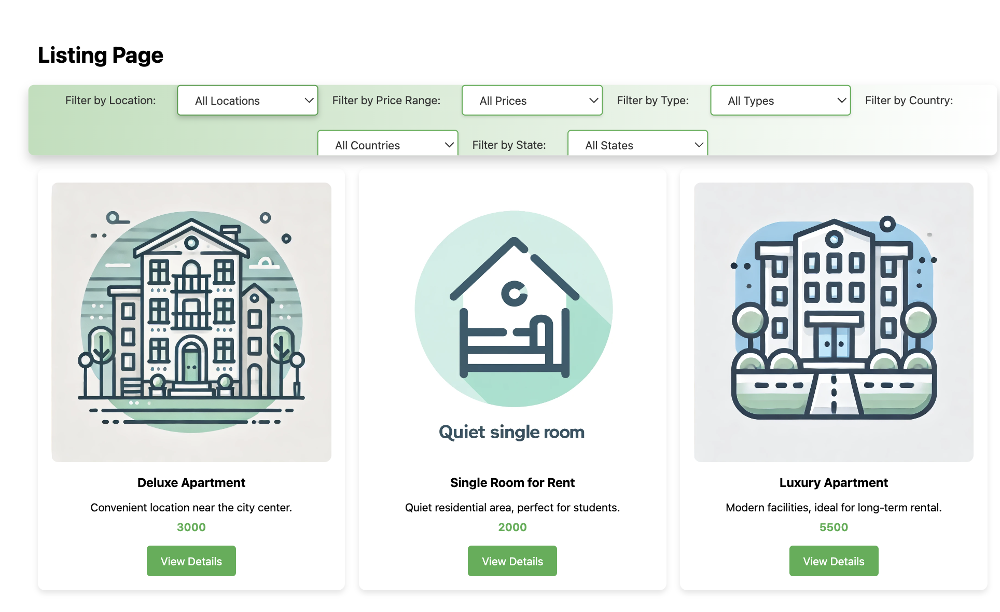 Listing Page
Filter by Location: All Locations Filter by Price Range: All Prices Filter by Type: All Types Filter by Country:
All Countries Filter by State: All States
Quiet single room
Deluxe Apartment
Convenient location near the city center.
3000
View Details
Single Room for Rent
Quiet residential area, perfect for students.
2000
View Details
Luxury Apartment
Modern facilities, ideal for long-term rental.
5500
View Details